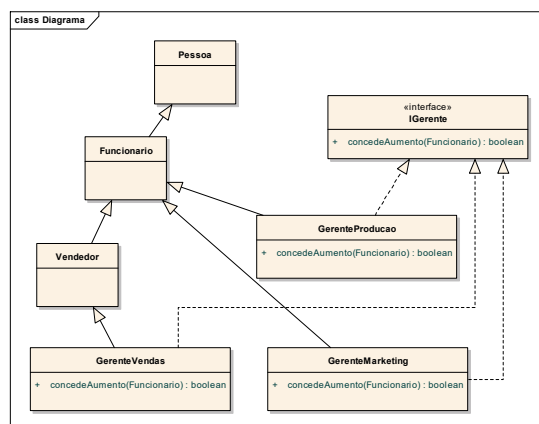 class Diagrama
Pessoa
«interface»
IGerente
+ concedeAumento(Funcionario) : boolean
Funcionario
GerenteProducao
+ concedeAumento(Funcionario) : boolean
Vendedor
GerenteVendas
+ concedeAumento(Funcionario) : boolean
GerenteMarketing
+ concedeAumento(Funcionario) : boolean